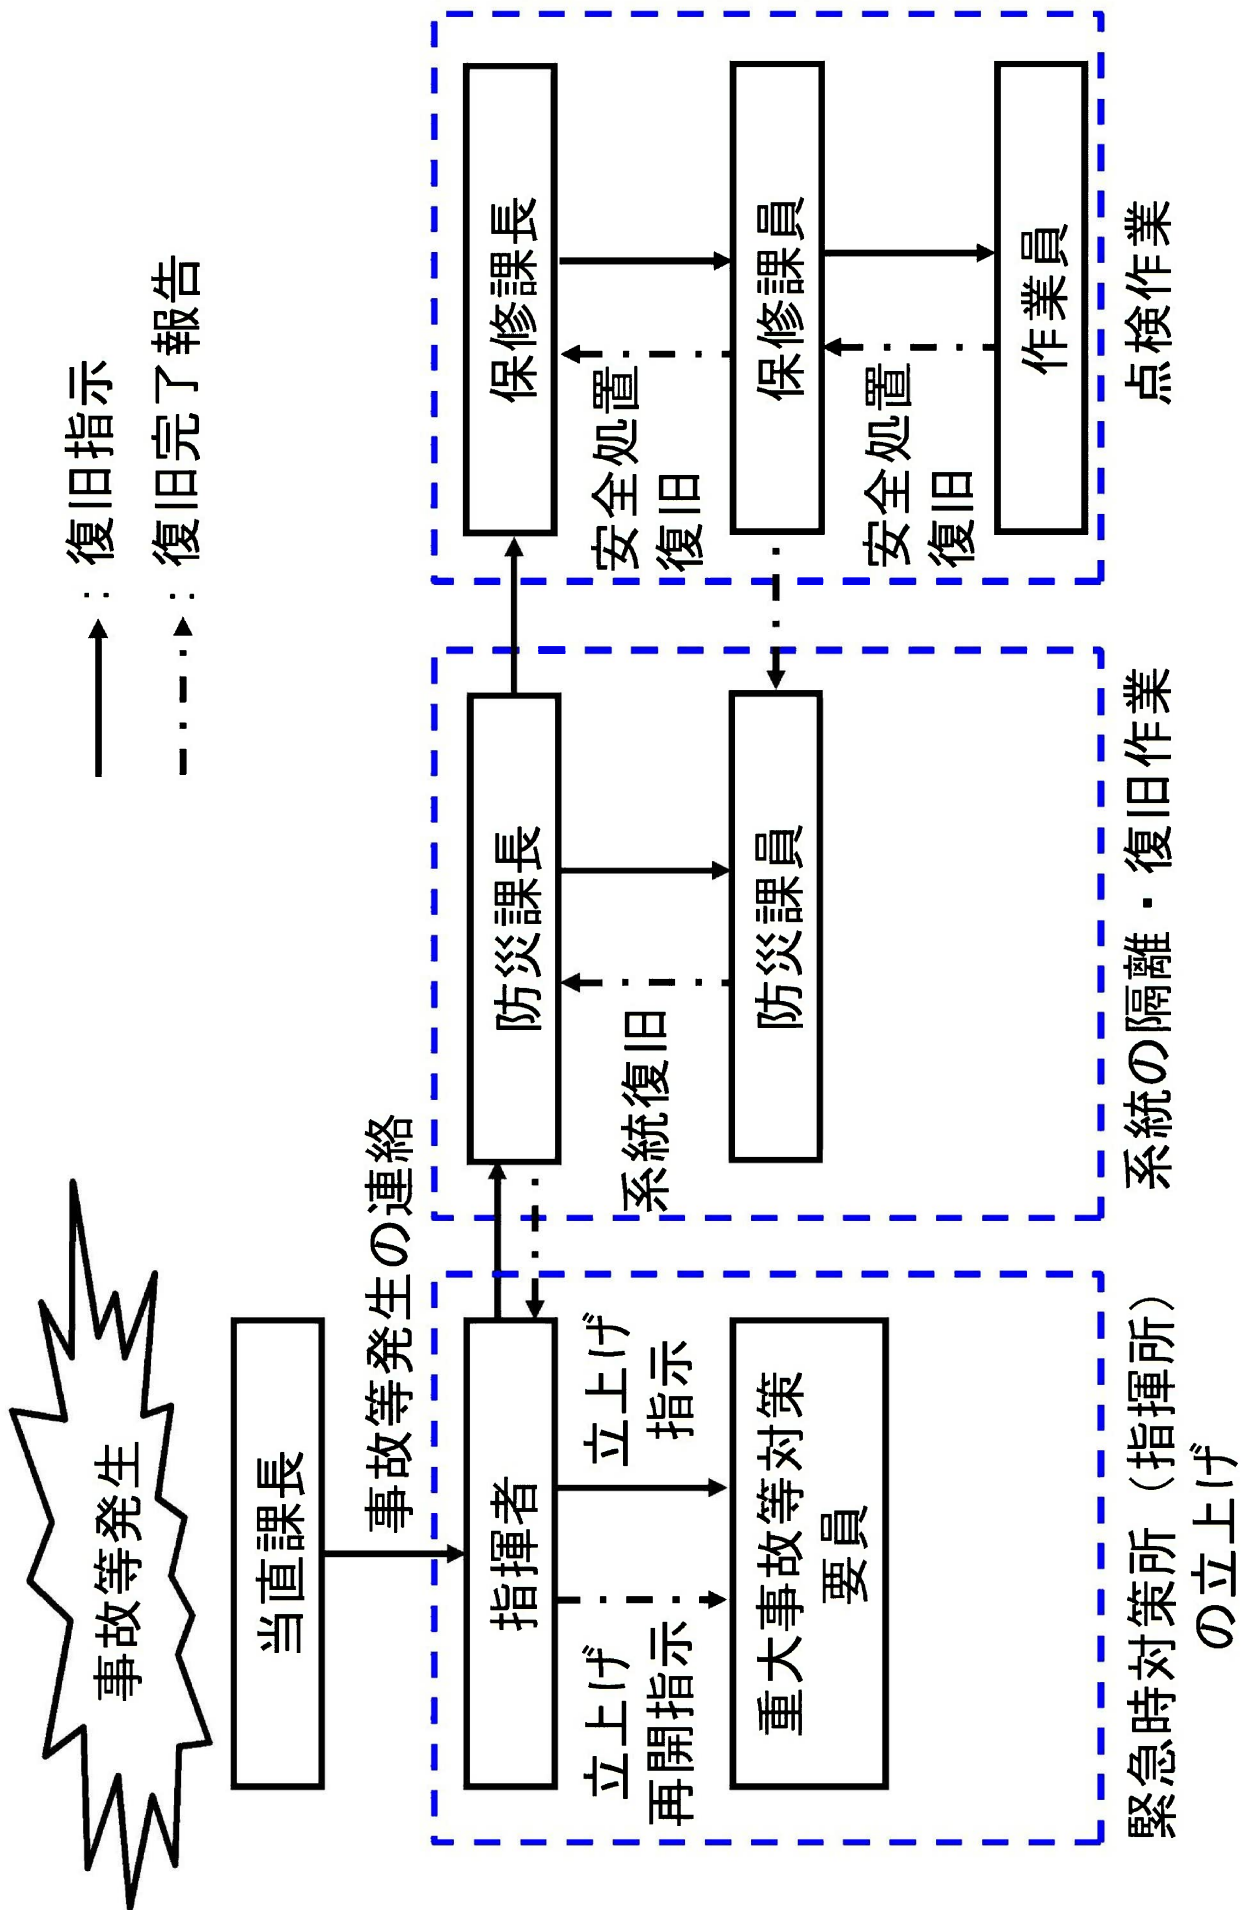 事故等発生
：復旧指示
：復旧完了報告
当直課長
事故等発生の連絡
指揮者
防災課長
保修課長
立上げ
再開指示
立上げ
指示
系統復旧
安全処置
復旧
重大事故等対策
要員
防災課員
保修課員
安全処置
復旧
作業員
緊急時対策所（指揮所）
の立上げ
系統の隔離・復旧作業
点検作業